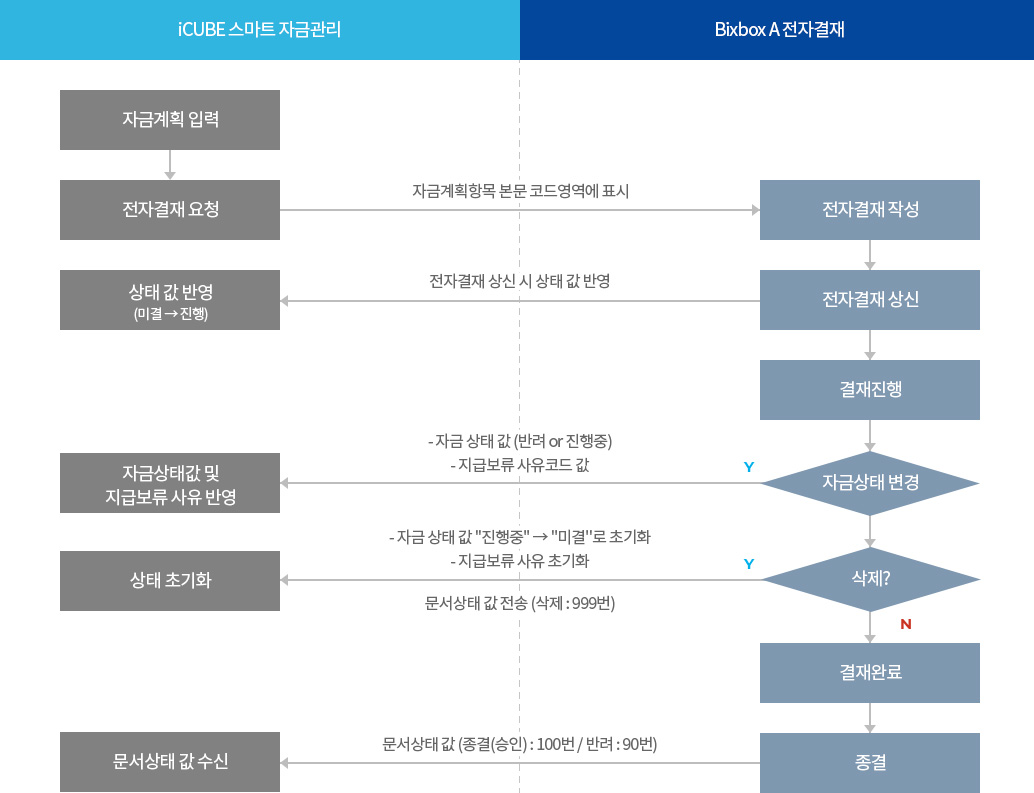 iCUBE 스마트 자금관리
Bixbox A 전자결재
자금계획 입력
전자결재 요청
자금계획항목 본문 코드영역에 표시
전자결재 작성
상태 값 반영
(미결 → 진행)
전자결재 상신 시 상태 값 반영
전자결재 상신
결재진행
- 자금 상태 값 (반려 or 진행중)
- 지급보류 사유코드 값
Y
자금상태값 및
지급보류 사유 반영
자금상태 변경
- 자금 상태 값 "진행중" → "미결"로 초기화
- 지급보류 사유 초기화
Y
상태 초기화
삭제?
문서상태 값 전송 (삭제 : 999번)
N
결재완료
문서상태 값 (종결(승인) : 100번 / 반려 : 90번)
문서상태 값 수신
종결